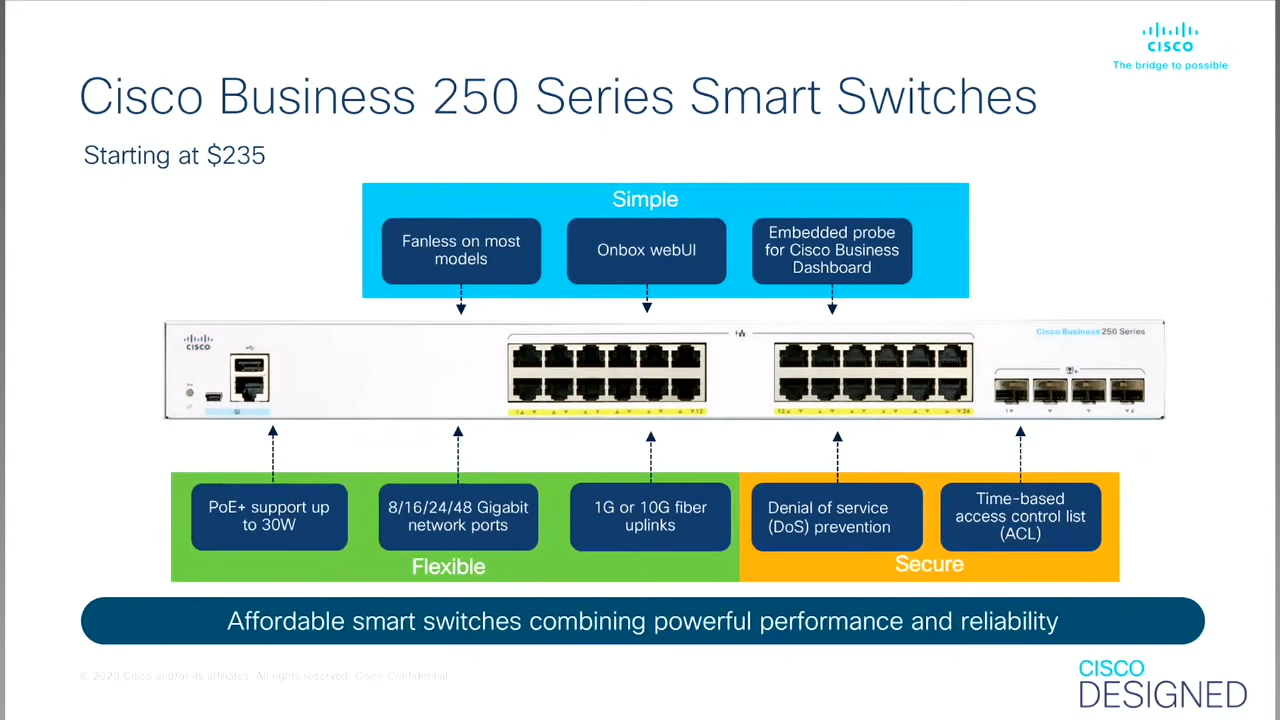 CISCO
The bridge to possible
Cisco Business 250 Series Smart Switches
Starting at $235
Simple
Fanless on most
models
Onbox webUI
Embedded probe
for Cisco Business
Dashboard
CISCO
Cisco Business 250 Series
1
12
13
24
PoE+ support up
to 30W
8/16/24/48 Gigabit
network ports
1G or 10G fiber
uplinks
Denial of service
(DoS) prevention
Time-based
access control list
(ACL)
Flexible
Secure
Affordable smart switches combining powerful performance and reliability
© 2020 Cisco and/or its affiliates. All rights reserved. Cisco Confidential
CISCO
DESIGNED